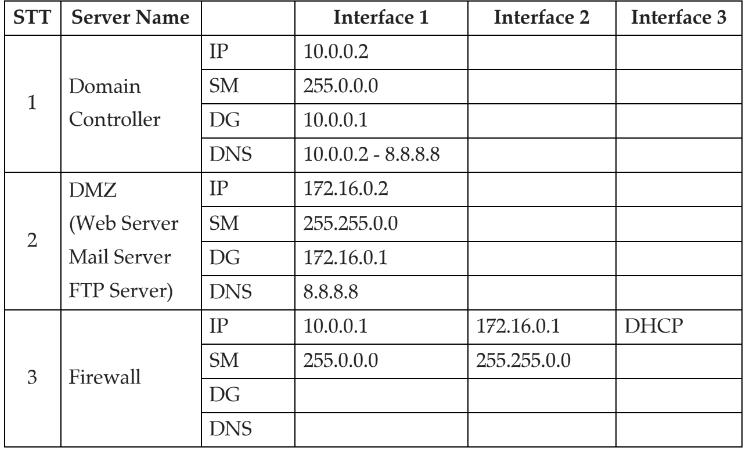 STT Server Name Interface 1 Interface 2 Interface 3
1 Domain Controller IP 10.0.0.2
SM 255.0.0.0
DG 10.0.0.1
DNS 10.0.0.2 - 8.8.8.8
2 DMZ (Web Server Mail Server FTP Server) IP 172.16.0.2
SM 255.255.0.0
DG 172.16.0.1
DNS 8.8.8.8
3 Firewall IP 10.0.0.1 172.16.0.1 DHCP
SM 255.0.0.0 255.255.0.0
DG
DNS